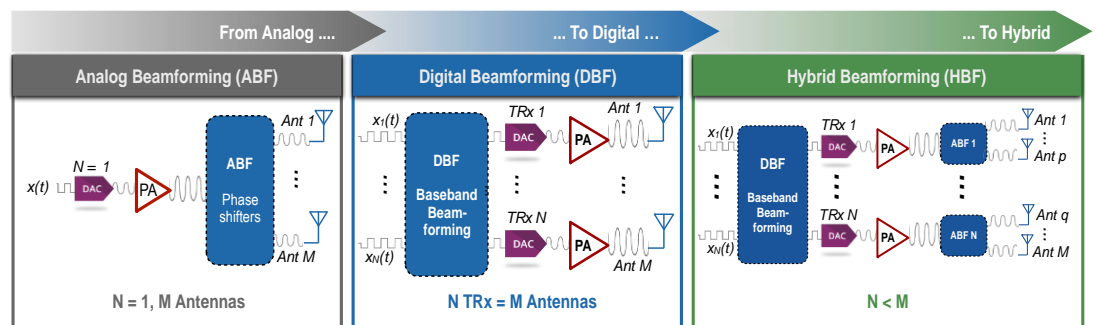 From Analog ....
... To Digital ...
... To Hybrid
Analog Beamforming (ABF)
N = 1
x(t)
DAC
PA
ABF
Phase
shifters
Ant 1
⋯
Ant M
N = 1, M Antennas
Digital Beamforming (DBF)
x1(t)
xN(t)
DBF
Baseband
Beam-
forming
TRx 1
DAC
PA
Ant 1
TRx N
DAC
PA
Ant M
N TRx = M Antennas
Hybrid Beamforming (HBF)
x1(t)
xN(t)
DBF
Baseband
Beam-
forming
TRx 1
DAC
PA
ABF 1
Ant 1
Ant p
TRx N
DAC
PA
ABF N
Ant q
Ant M
N < M